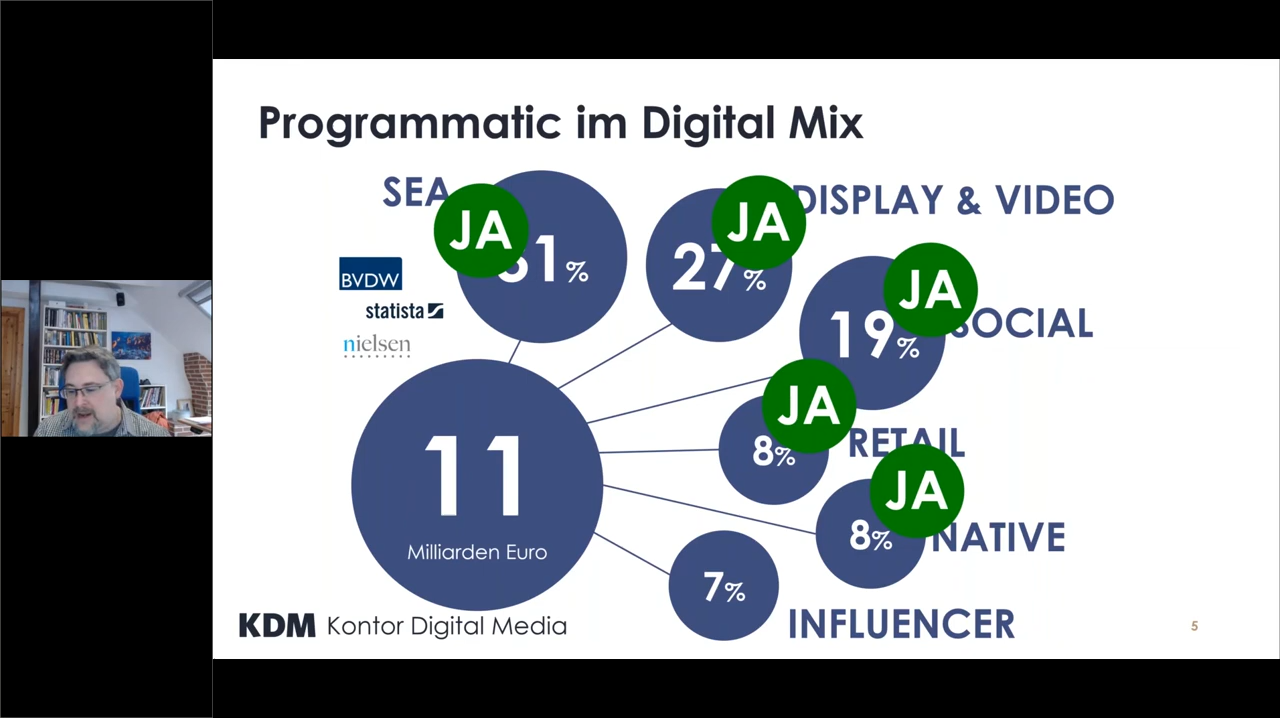 Programmatic im Digital Mix
SEA
JA
31%
JA
27%
DISPLAY & VIDEO
BVDW
statista
nielsen
JA
19%
SOCIAL
JA
8%
RETAIL
JA
8%
NATIVE
11
Milliarden Euro
7%
INFLUENCER
KDM Kontor Digital Media
5